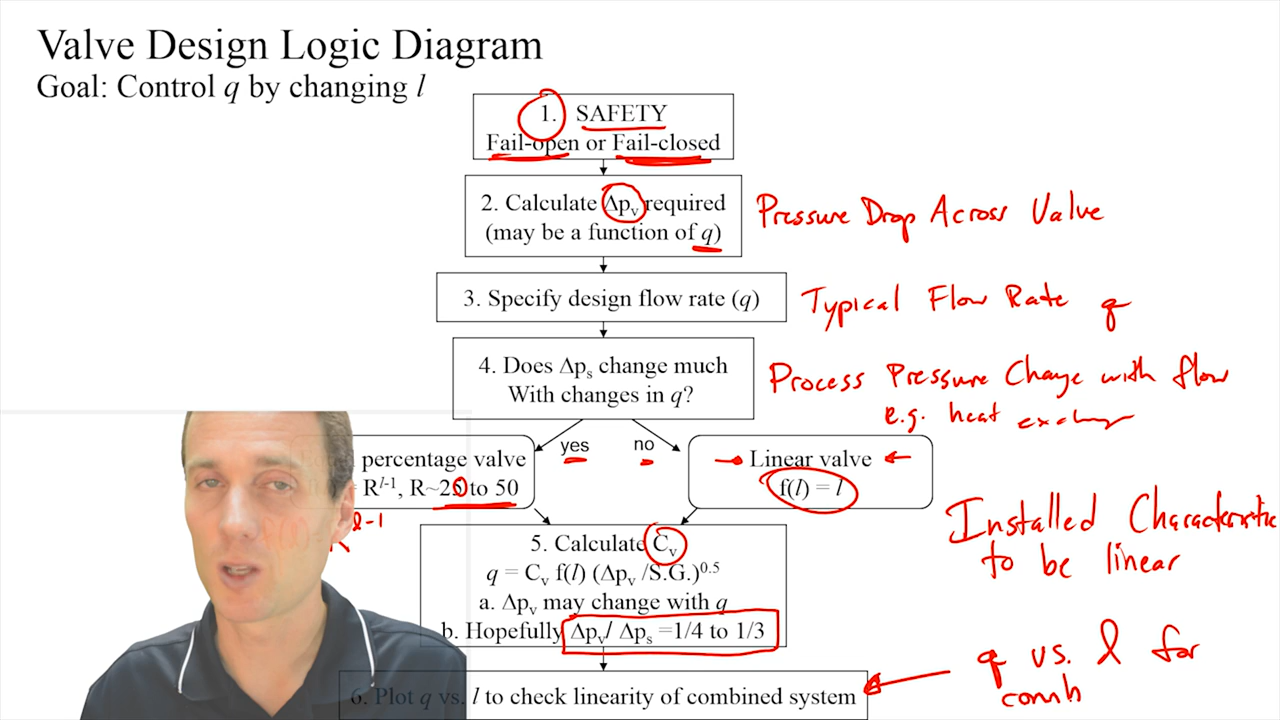 Valve Design Logic Diagram
Goal: Control q by changing l
1. SAFETY
Fail-open or Fail-closed
2. Calculate Δpv required
(may be a function of q)
Pressure Drop Across Valve
3. Specify design flow rate (q)
Typical Flow Rate q
4. Does Δps change much
With changes in q?
Process Pressure Change with flow
e.g. heat
yes
no
percentage valve
R^l-1, R~20 to 50
l-1
Linear valve
f(l) = l
Installed Characteristic
to be linear
5. Calculate Cv
q = Cv f(l) (Δpv /S.G.)^0.5
a. Δpv may change with q
b. Hopefully Δpv/ Δps =1/4 to 1/3
q vs. l for
comb
6. Plot q vs. l to check linearity of combined system